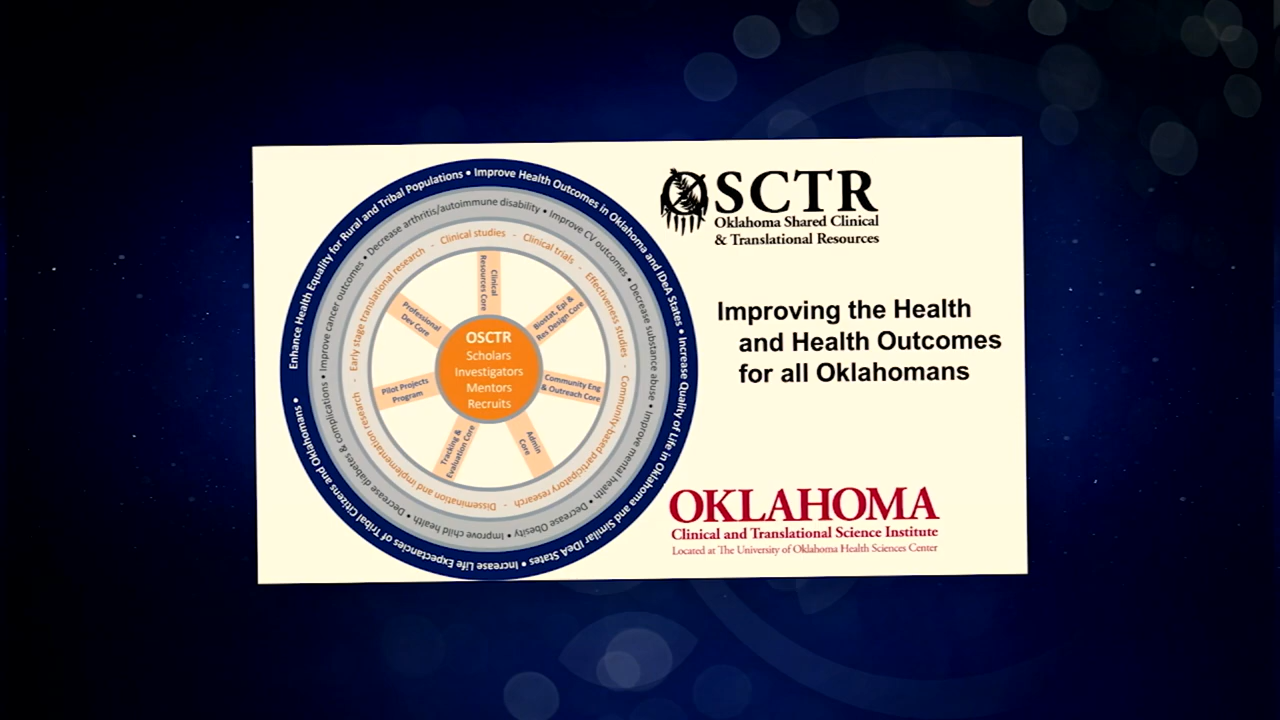 Enhance Health Equality for Rural and Tribal Populations • Improve Health Outcomes in Oklahoma and IDeA States • Increase Quality of Life in Oklahoma and Similar IDeA States • Increase Life Expectancies of Tribal Citizens and Oklahomans •
Improve cancer outcomes • Decrease arthritis/autoimmune disability • Improve CV outcomes • Decrease substance abuse • Improve mental health • Decrease Obesity • Improve child health • Decrease diabetes & complications •
Early stage translational research - Clinical studies - Clinical trials - Effectiveness studies - Community-based participatory research - Dissemination and implementation research -
Clinical
Resources Core
Biostat, Epi &
Res Design Core
Community Eng
& Outreach Core
Admin
Core
Tracking &
Evaluation Core
Pilot Projects
Program
Professional
Dev Core
OSCTR
Scholars
Investigators
Mentors
Recruits
OSCTR
Oklahoma Shared Clinical
& Translational Resources
Improving the Health
and Health Outcomes
for all Oklahomans
OKLAHOMA
Clinical and Translational Science Institute
Located at The University of Oklahoma Health Sciences Center